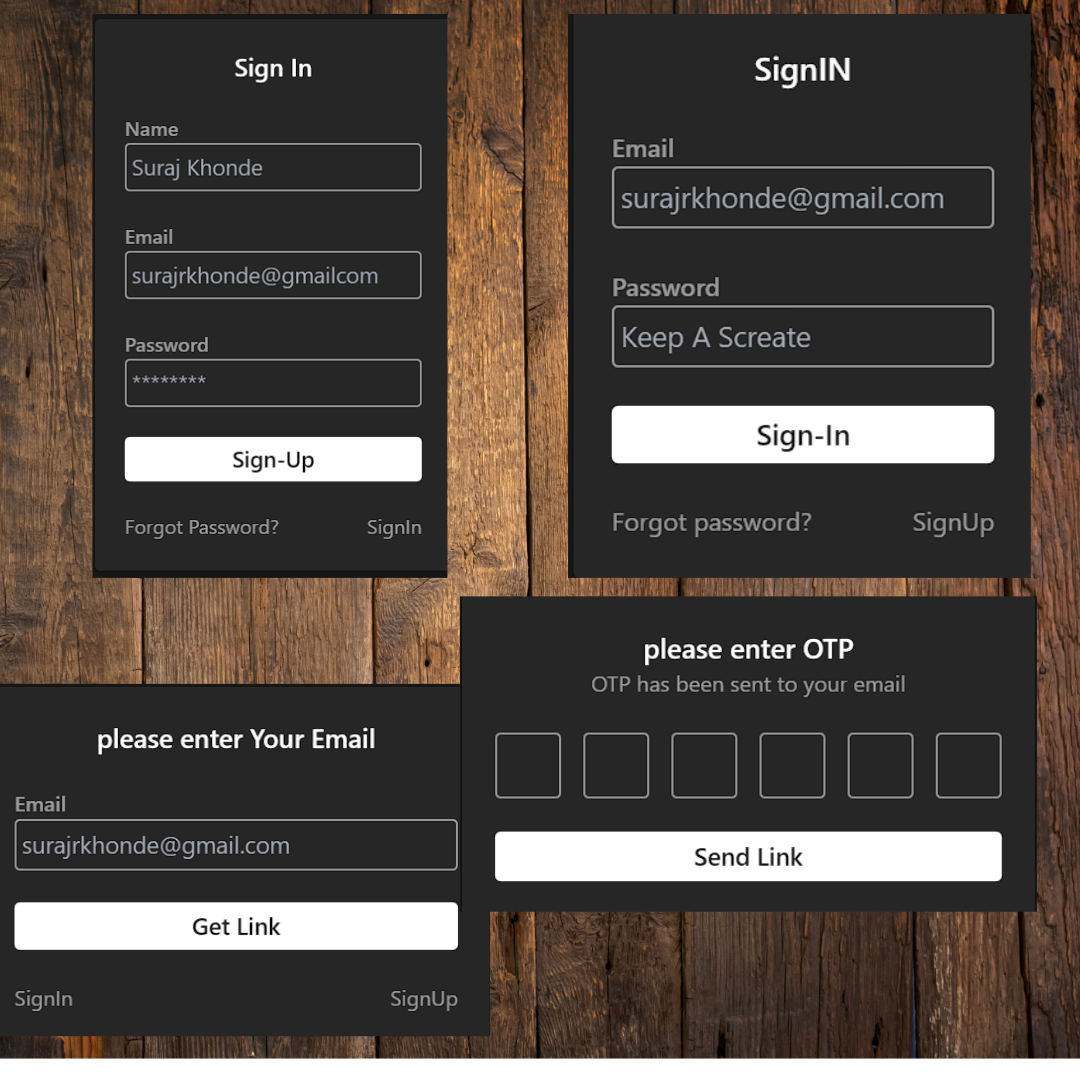 Sign In
Name
Suraj Khonde
Email
surajrkhonde@gmailcom
Password
********
Sign-Up
Forgot Password? SignIn
SignIN
Email
surajrkhonde@gmail.com
Password
Keep A Screate
Sign-In
Forgot password? SignUp
please enter Your Email
Email
surajrkhonde@gmail.com
Get Link
SignIn SignUp
please enter OTP
OTP has been sent to your email
Send Link